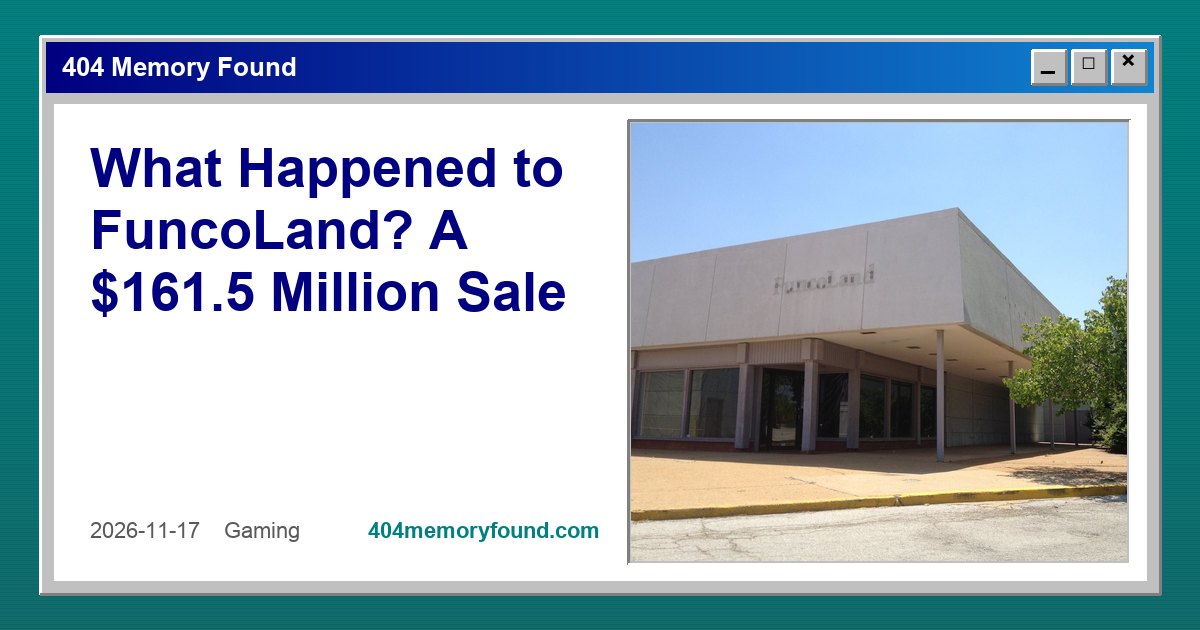 404 Memory Found
What Happened to
FuncoLand? A
$161.5 Million Sale
FuncoLand
2026-11-17 Gaming 404memoryfound.com